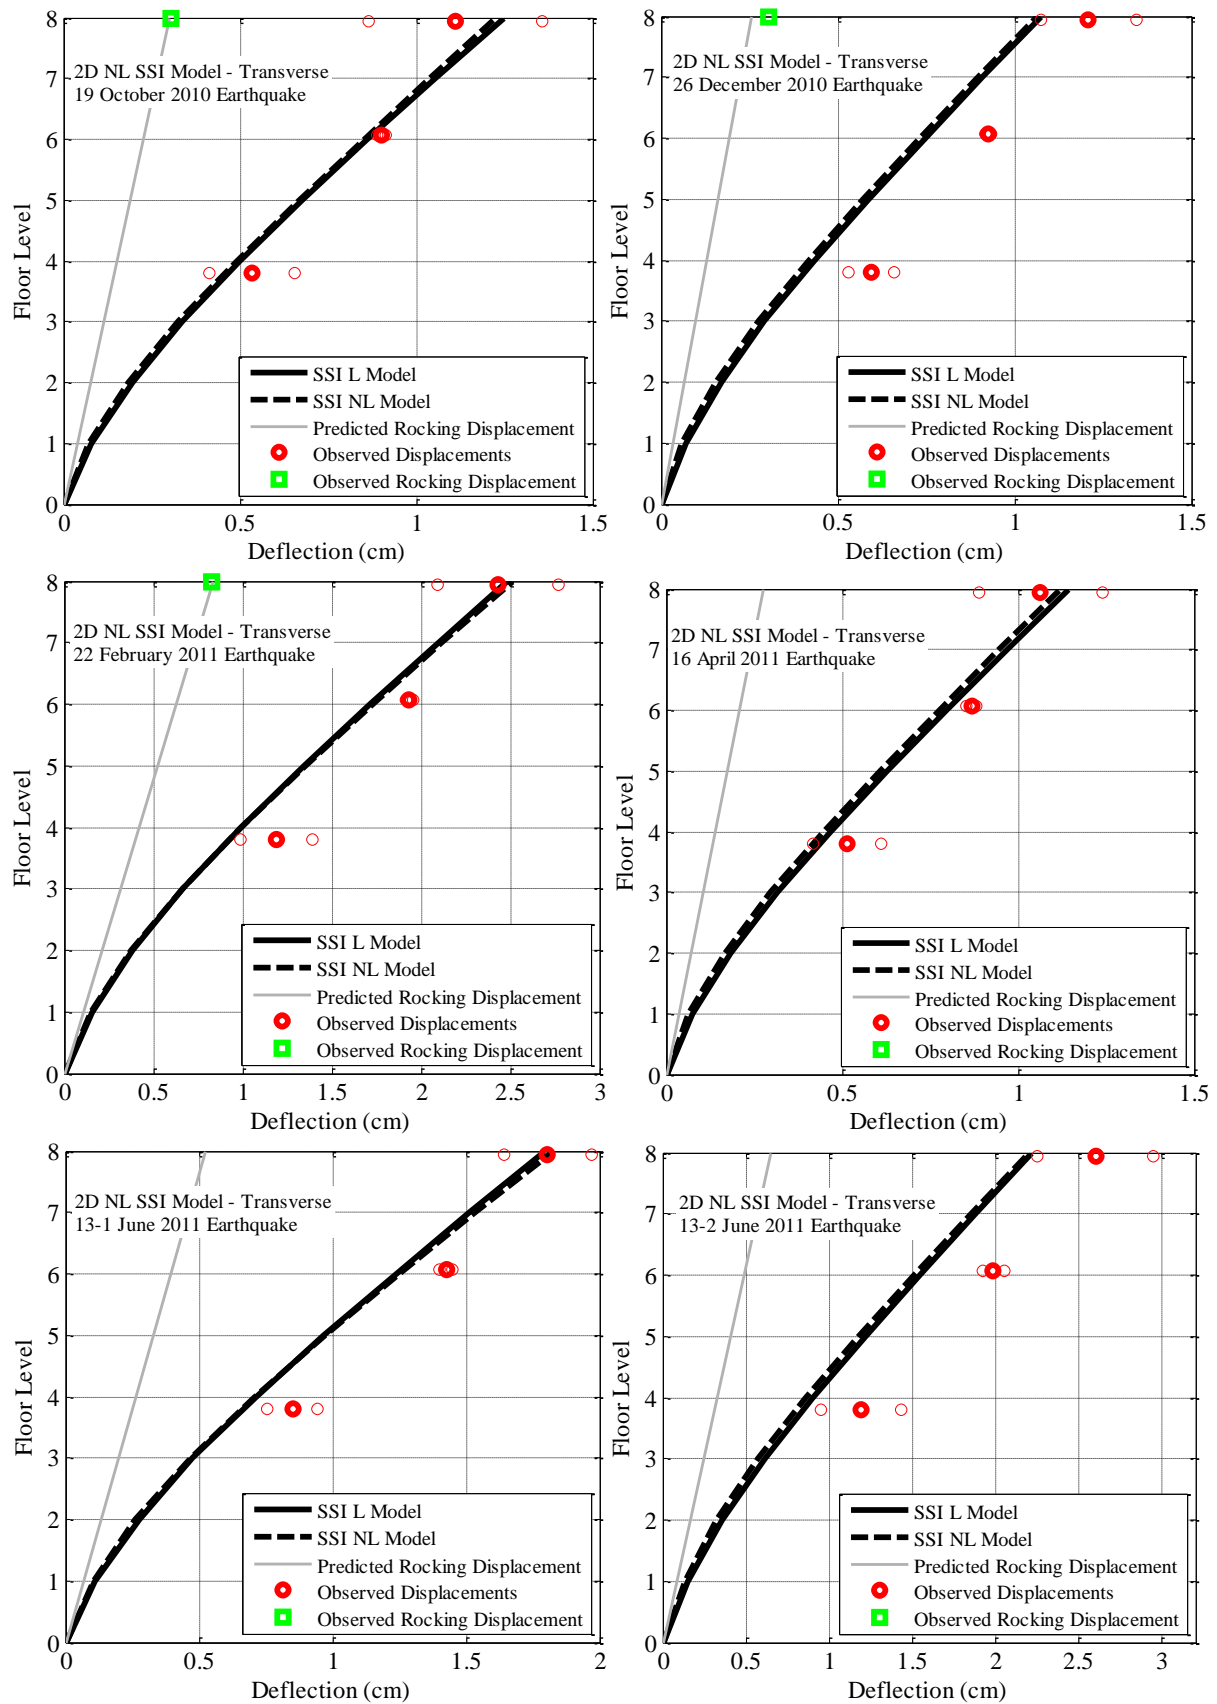 8
7
6
5
4
3
2
1
0
Floor Level
2D NL SSI Model - Transverse
19 October 2010 Earthquake
SSI L Model
SSI NL Model
Predicted Rocking Displacement
Observed Displacements
Observed Rocking Displacement
0 0.5 1 1.5
Deflection (cm)
8
7
6
5
4
3
2
1
0
Floor Level
2D NL SSI Model - Transverse
26 December 2010 Earthquake
SSI L Model
SSI NL Model
Predicted Rocking Displacement
Observed Displacements
Observed Rocking Displacement
0 0.5 1 1.5
Deflection (cm)
8
7
6
5
4
3
2
1
0
Floor Level
2D NL SSI Model - Transverse
22 February 2011 Earthquake
SSI L Model
SSI NL Model
Predicted Rocking Displacement
Observed Displacements
Observed Rocking Displacement
0 0.5 1 1.5 2 2.5 3
Deflection (cm)
8
7
6
5
4
3
2
1
0
Floor Level
2D NL SSI Model - Transverse
16 April 2011 Earthquake
SSI L Model
SSI NL Model
Predicted Rocking Displacement
Observed Displacements
Observed Rocking Displacement
0 0.5 1 1.5
Deflection (cm)
8
7
6
5
4
3
2
1
0
Floor Level
2D NL SSI Model - Transverse
13-1 June 2011 Earthquake
SSI L Model
SSI NL Model
Predicted Rocking Displacement
Observed Displacements
Observed Rocking Displacement
0 0.5 1 1.5 2
Deflection (cm)
8
7
6
5
4
3
2
1
0
Floor Level
2D NL SSI Model - Transverse
13-2 June 2011 Earthquake
SSI L Model
SSI NL Model
Predicted Rocking Displacement
Observed Displacements
Observed Rocking Displacement
0 0.5 1 1.5 2 2.5 3
Deflection (cm)